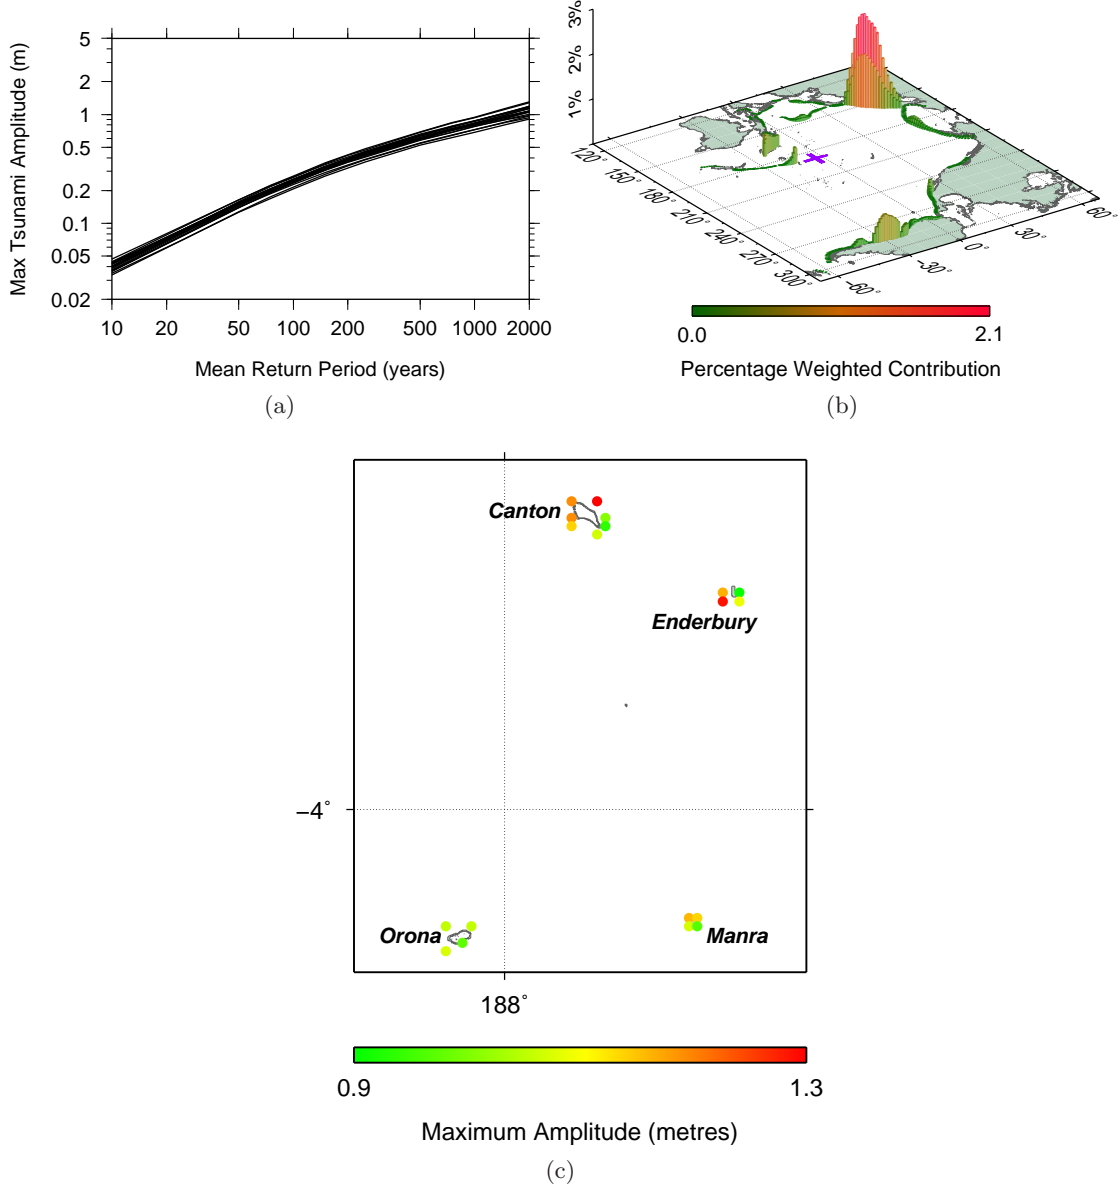 Max Tsunami Amplitude (m)
5
2
1
0.5
0.2
0.1
0.05
0.02
10 20 50 100 200 500 1000 2000
Mean Return Period (years)
(a)
3%
2%
1%
120° 150° 180° 210° 240° 270° 300°
−60° −30° 0° 30° 60°
0.0 2.1
Percentage Weighted Contribution
(b)
Canton
Enderbury
−4°
Orona
Manra
188°
0.9 1.3
Maximum Amplitude (metres)
(c)